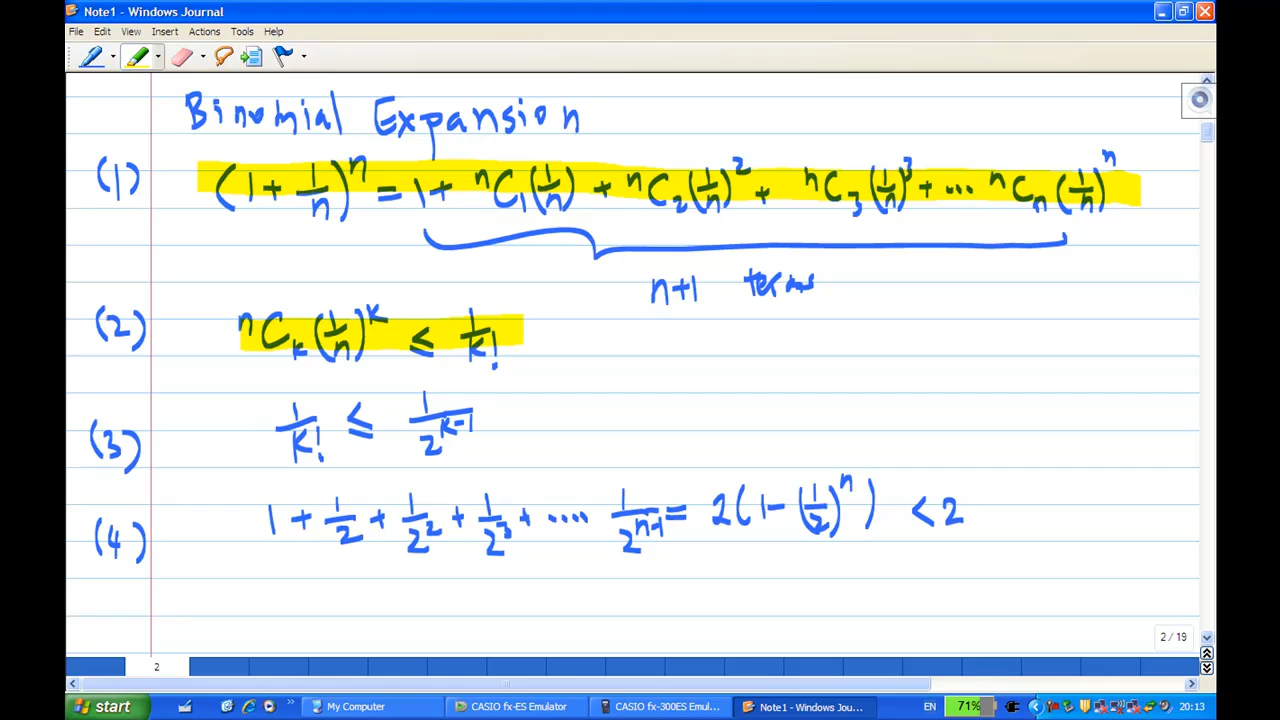 Note1 - Windows Journal
File Edit View Insert Actions Tools Help
Binomial Expansion
(1) (1 + 1/n)^n = 1 + nC1 (1/n) + nC2 (1/n)^2 + nC3 (1/n)^3 + ... nCn (1/n)^n
n+1 terms
(2) nCk (1/n)^k ≤ 1/k!
(3) 1/k! ≤ 1/2^(k-1)
(4) 1 + 1/2 + 1/2^2 + 1/2^3 + .... 1/2^(n-1) = 2(1 - (1/2)^n) < 2
2 / 19
2
start My Computer CASIO fx-ES Emulator CASIO fx-300ES Emul... Note1 - Windows Jou... EN 71% 20:13